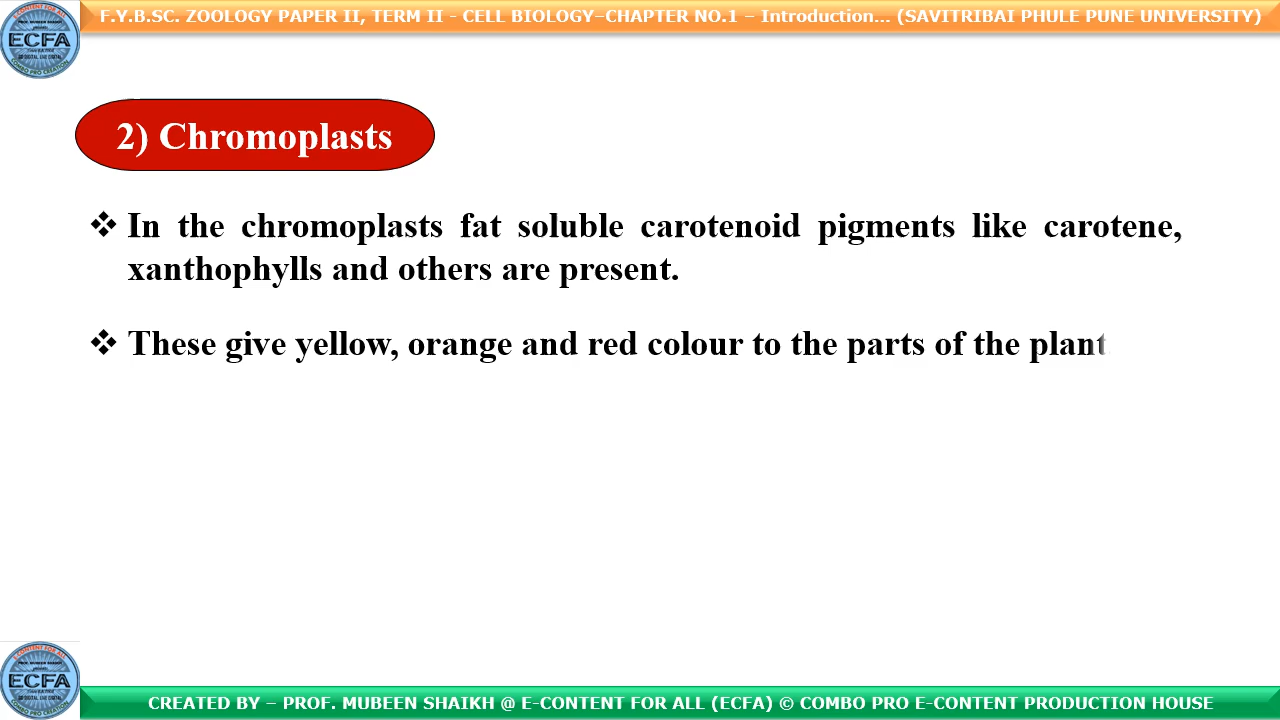 F.Y.B.SC. ZOOLOGY PAPER II, TERM II - CELL BIOLOGY–CHAPTER NO.1 – Introduction... (SAVITRIBAI PHULE PUNE UNIVERSITY)
ECFA
2) Chromoplasts
❖ In the chromoplasts fat soluble carotenoid pigments like carotene,
xanthophylls and others are present.
❖ These give yellow, orange and red colour to the parts of the plant
ECFA
CREATED BY – PROF. MUBEEN SHAIKH @ E-CONTENT FOR ALL (ECFA) © COMBO PRO E-CONTENT PRODUCTION HOUSE